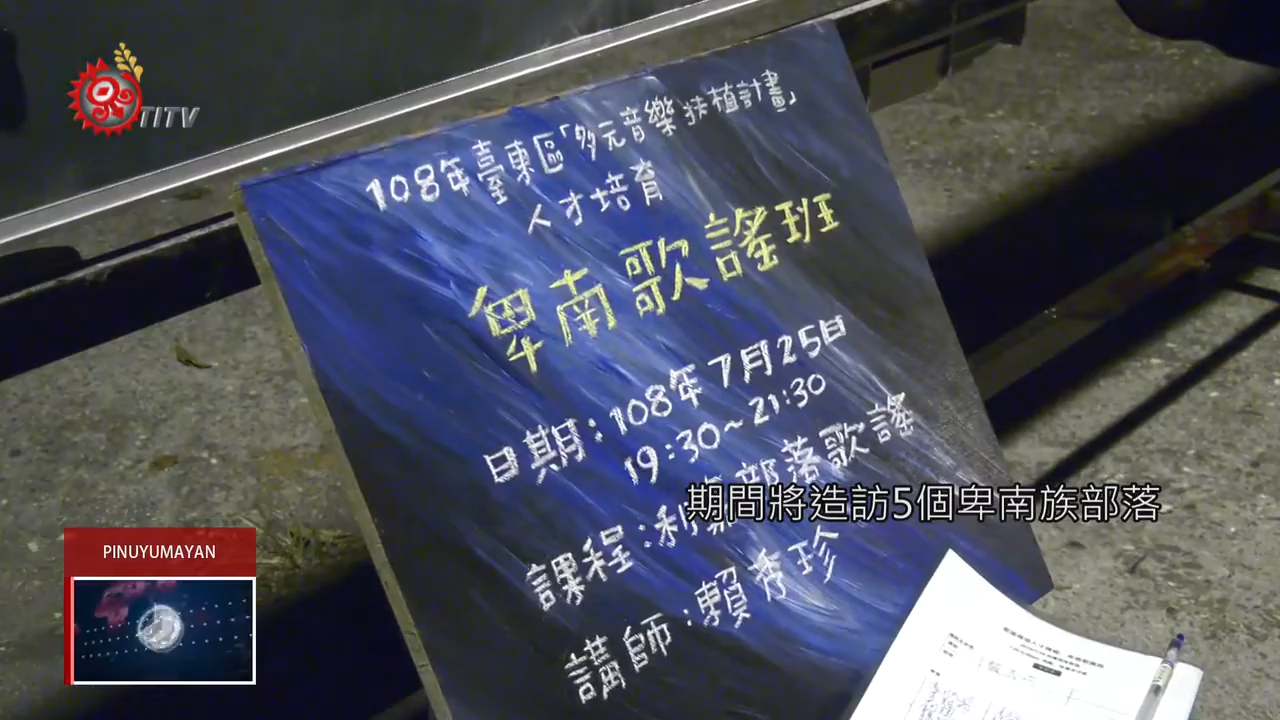 TITV
108年臺東區「多元音樂扶植計畫」
人才培育
卑南歌謠班
日期:108年7月25日
19:30~21:30
課程:利嘉部落歌謠
期間將造訪5個卑南族部落
講師:賴秀珍
PINUYUMAYAN